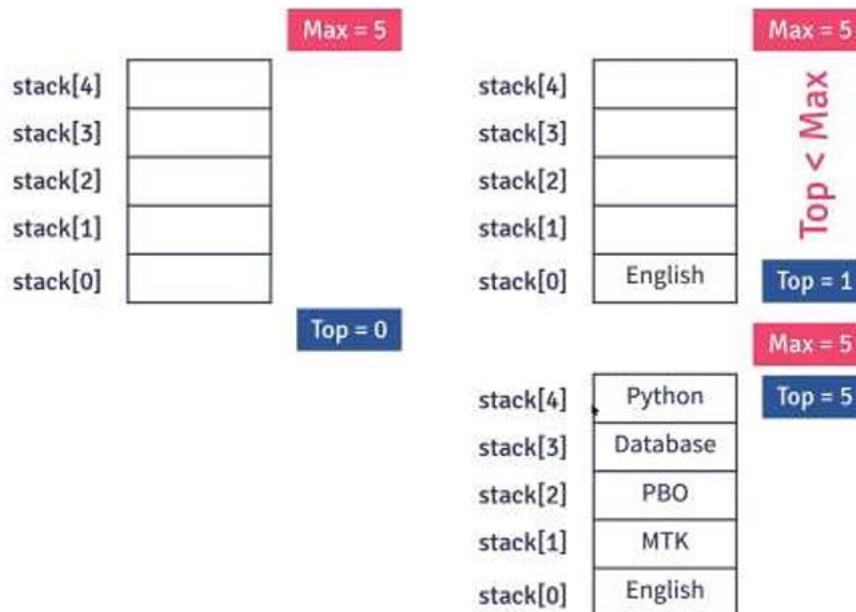 Max = 5
stack[4]
stack[3]
stack[2]
stack[1]
stack[0]
Top = 0
Max = 5
stack[4]
stack[3]
stack[2]
stack[1]
stack[0] English
Top < Max
Top = 1
Max = 5
stack[4] Python
Top = 5
stack[3] Database
stack[2] PBO
stack[1] MTK
stack[0] English